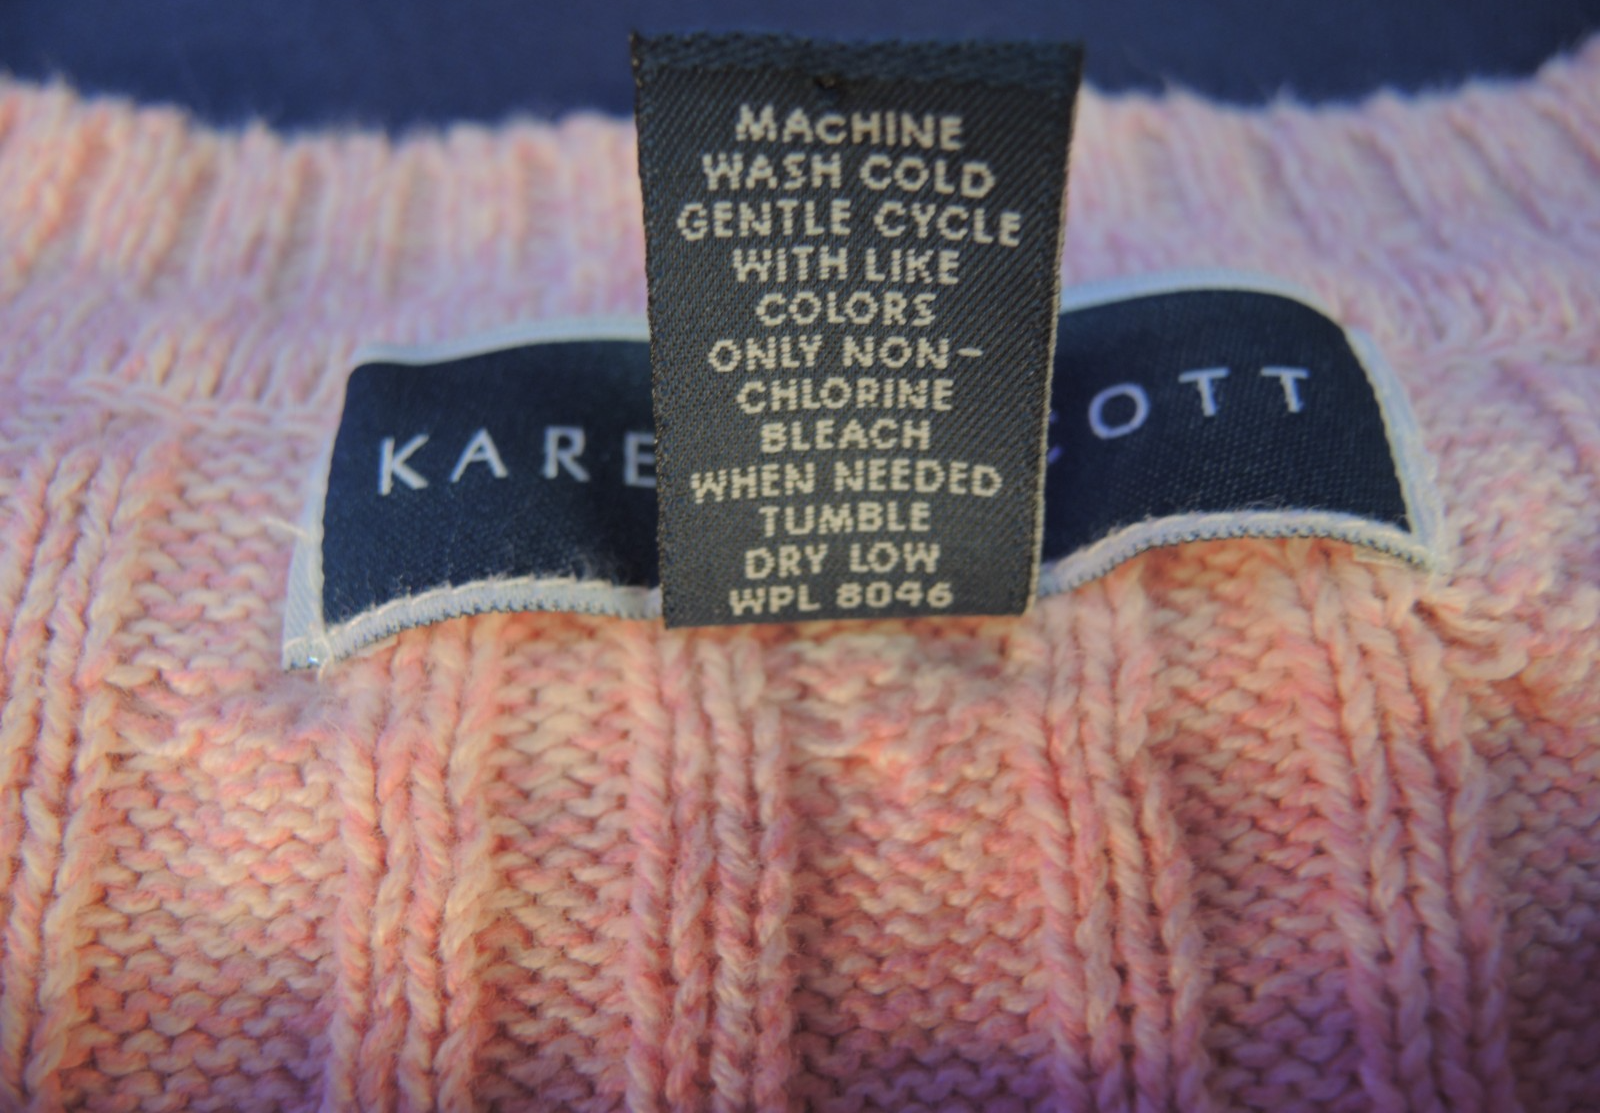 MACHINE
WASH COLD
GENTLE CYCLE
WITH LIKE
COLORS
ONLY NON-
CHLORINE
BLEACH
WHEN NEEDED
TUMBLE
DRY LOW
WPL 8046
KARE COTT